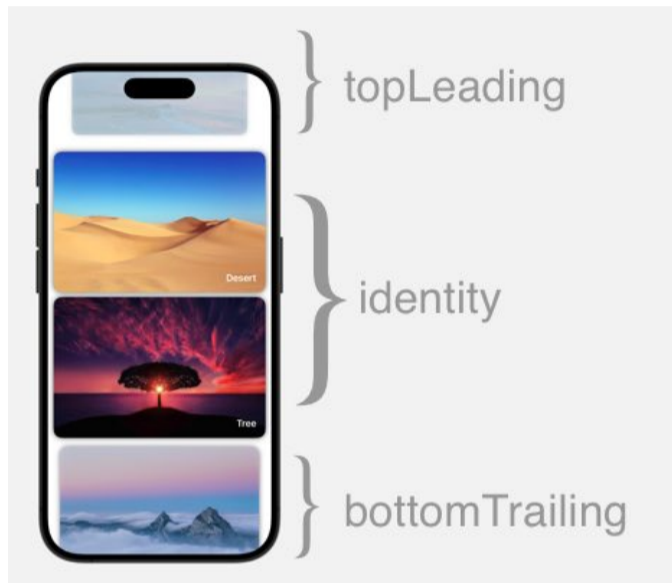 topLeading
Desert
identity
Tree
bottomTrailing